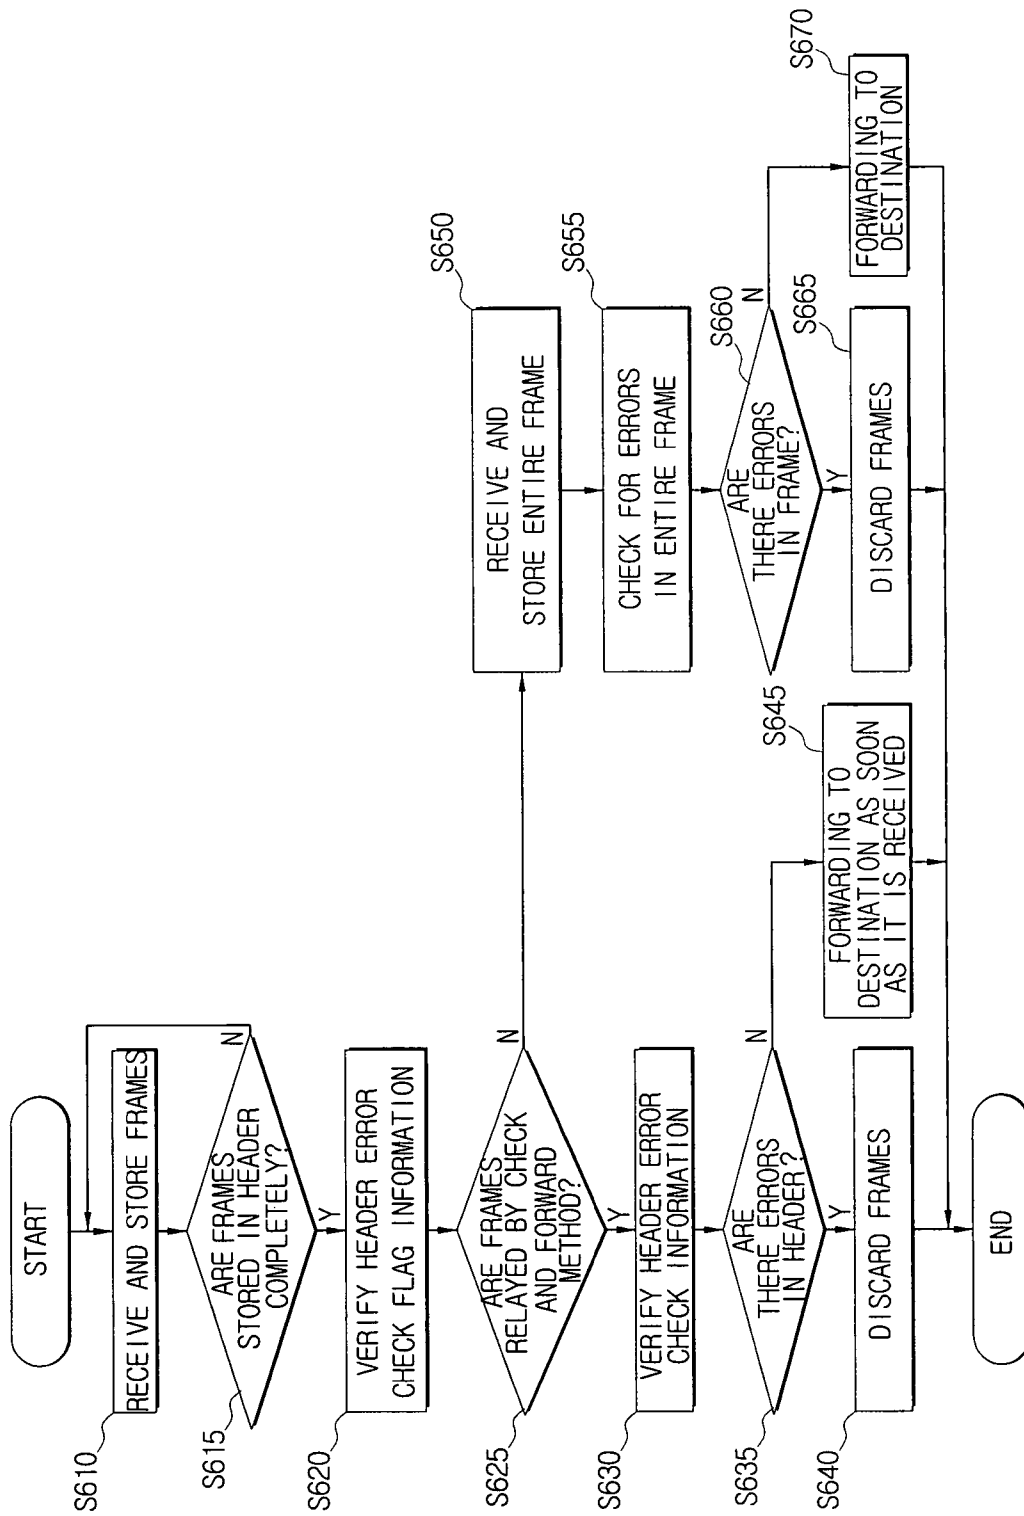 START
S610
RECEIVE AND STORE FRAMES
S615
ARE FRAMES
STORED IN HEADER
COMPLETELY?
N
Y
S620
VERIFY HEADER ERROR
CHECK FLAG INFORMATION
S625
ARE FRAMES
RELAYED BY CHECK
AND FORWARD
METHOD?
N
Y
S630
VERIFY HEADER ERROR
CHECK INFORMATION
S635
ARE
THERE ERRORS
IN HEADER?
N
Y
S640
DISCARD FRAMES
S645
FORWARDING TO
DESTINATION AS SOON
AS IT IS RECEIVED
S650
RECEIVE AND
STORE ENTIRE FRAME
S655
CHECK FOR ERRORS
IN ENTIRE FRAME
S660
ARE
THERE ERRORS
IN FRAME?
N
Y
S665
DISCARD FRAMES
S670
FORWARDING TO
DESTINATION
END